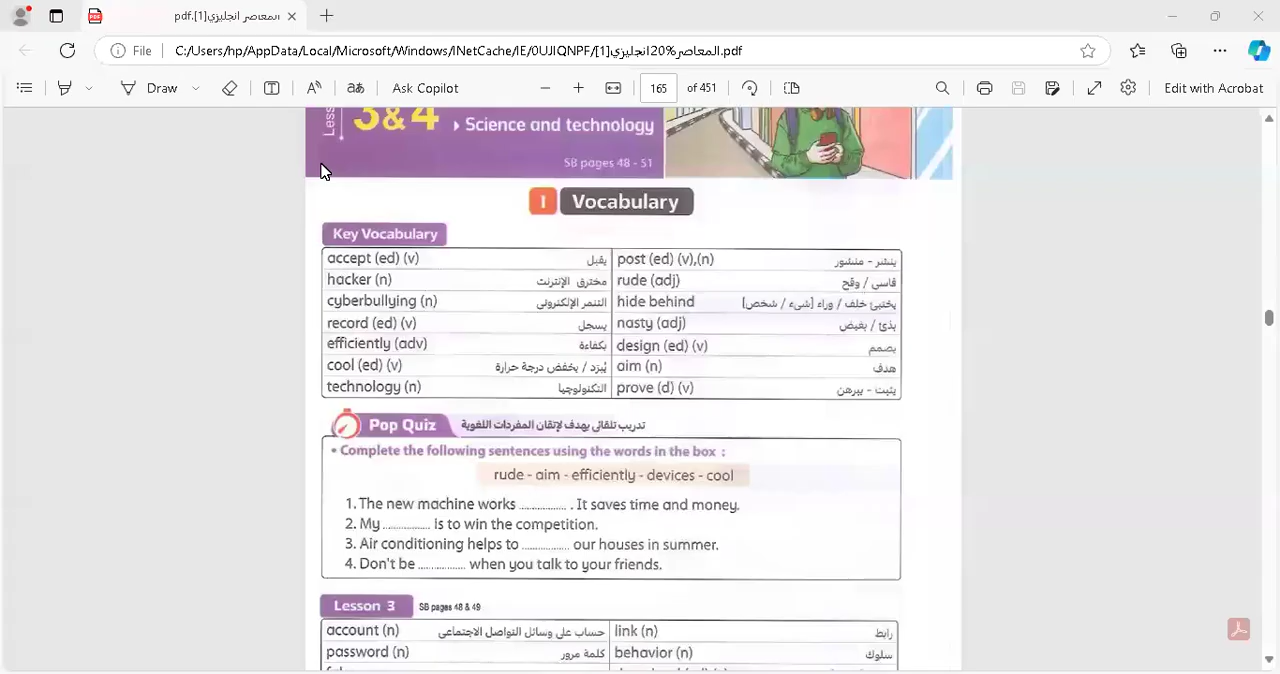 المعاصر انجليزي[1].pdf
File C:/Users/hp/AppData/Local/Microsoft/Windows/INetCache/IE/0UJIQNPF/المعاصر%20انجليزي[1].pdf
Draw Ask Copilot 165 of 451 Edit with Acrobat
3&4 Science and technology
SB pages 48 - 51
1 Vocabulary
Key Vocabulary
accept (ed) (v) يقبل post (ed) (v),(n) ينشر - منشور
hacker (n) مخترق الإنترنت rude (adj) قاسي / وقح
cyberbullying (n) التنمر الإلكتروني hide behind يختبئ خلف / وراء [شيء / شخص]
record (ed) (v) يسجل nasty (adj) بذئ / بغيض
efficiently (adv) بكفاءة design (ed) (v) يصمم
cool (ed) (v) يُبرّد / يخفض درجة حرارة aim (n) هدف
technology (n) التكنولوجيا prove (d) (v) يثبت - يبرهن
Pop Quiz تدريب تلقائي يهدف لإتقان المفردات اللغوية
• Complete the following sentences using the words in the box :
rude - aim - efficiently - devices - cool
1. The new machine works .............. . It saves time and money.
2. My .............. is to win the competition.
3. Air conditioning helps to .............. our houses in summer.
4. Don't be .............. when you talk to your friends.
Lesson 3 SB pages 48 & 49
account (n) حساب على وسائل التواصل الاجتماعي link (n) رابط
password (n) كلمة مرور behavior (n) سلوك